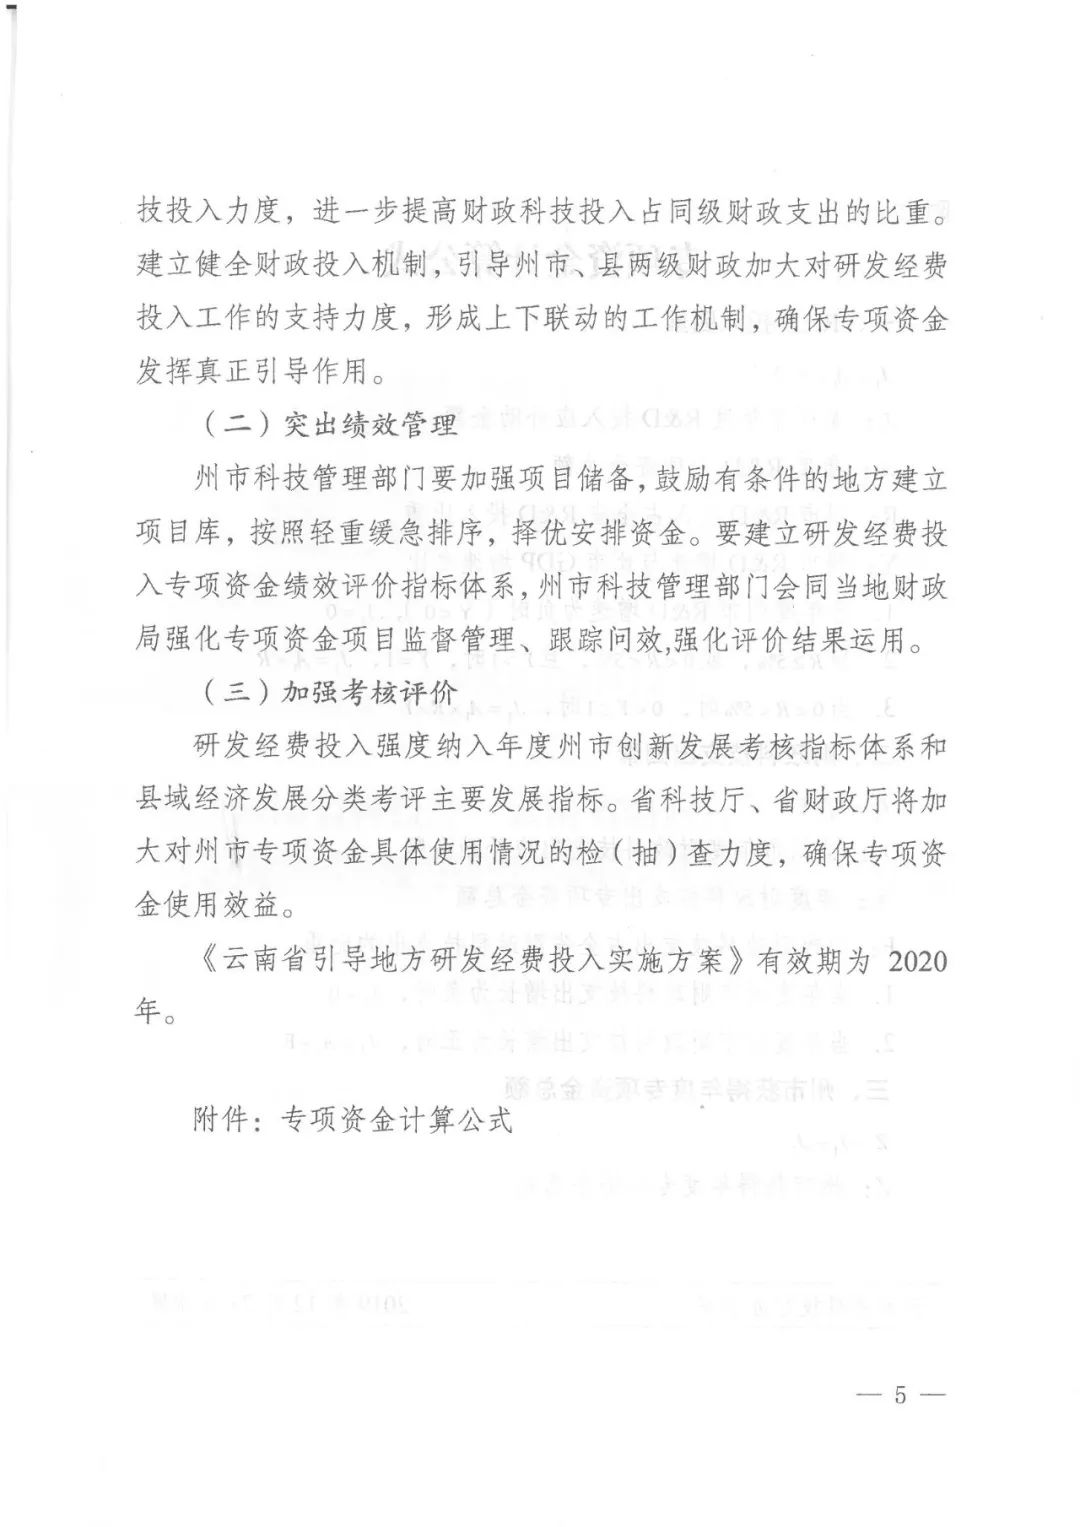 技投入力度，进一步提高财政科技投入占同级财政支出的比重。
建立健全财政投入机制，引导州市、县两级财政加大对研发经费
投入工作的支持力度，形成上下联动的工作机制，确保专项资金
发挥真正引导作用。
（二）突出绩效管理
州市科技管理部门要加强项目储备，鼓励有条件的地方建立
项目库，按照轻重缓急排序，择优安排资金。要建立研发经费投
入专项资金绩效评价指标体系，州市科技管理部门会同当地财政
局强化专项资金项目监督管理、跟踪问效,强化评价结果运用。
（三）加强考核评价
研发经费投入强度纳入年度州市创新发展考核指标体系和
县域经济发展分类考评主要发展指标。省科技厅、省财政厅将加
大对州市专项资金具体使用情况的检（抽）查力度，确保专项资
金使用效益。
《云南省引导地方研发经费投入实施方案》有效期为 2020
年。
附件：专项资金计算公式
— 5 —